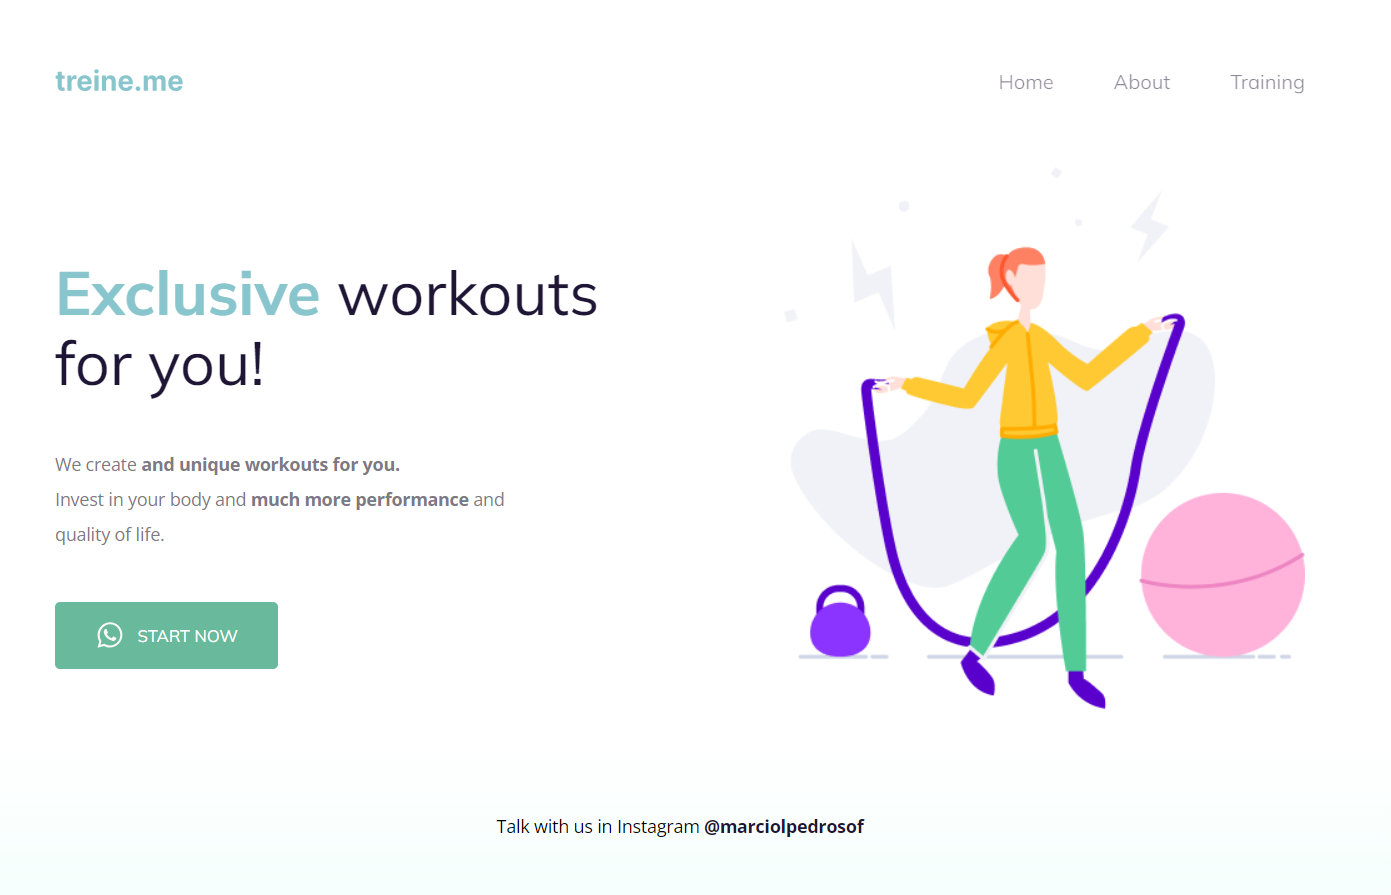 treine.me
Home About Training
Exclusive workouts
for you!
We create and unique workouts for you.
Invest in your body and much more performance and
quality of life.
START NOW
Talk with us in Instagram @marciolpedrosof